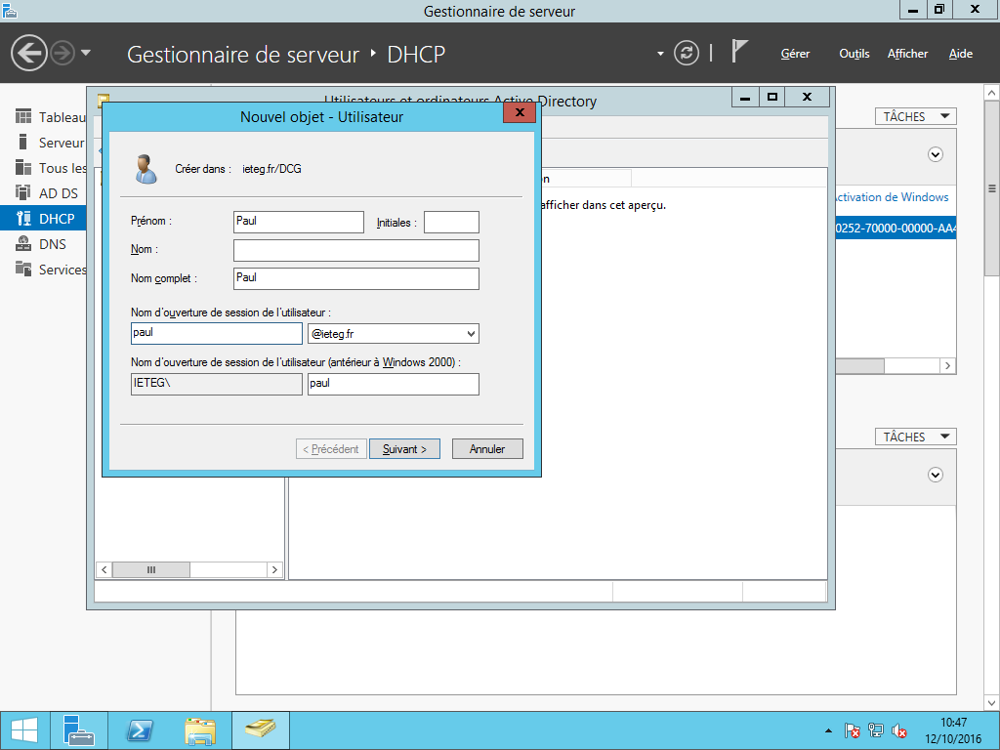 Gestionnaire de serveur
Gestionnaire de serveur ‣ DHCP
Gérer Outils Afficher Aide
Utilisateurs et ordinateurs Active Directory
Nouvel objet - Utilisateur
Tableau
Serveur
Tous les
AD DS
DHCP
DNS
Services
TÂCHES
Créer dans : ieteg.fr/DCG
Prénom : Paul Initiales :
Nom :
Nom complet : Paul
Nom d'ouverture de session de l'utilisateur :
paul @ieteg.fr
Nom d'ouverture de session de l'utilisateur (antérieur à Windows 2000) :
IETEG\ paul
< Précédent Suivant > Annuler
on
afficher dans cet aperçu.
Activation de Windows
0252-70000-00000-AA4
TÂCHES
10:47
12/10/2016